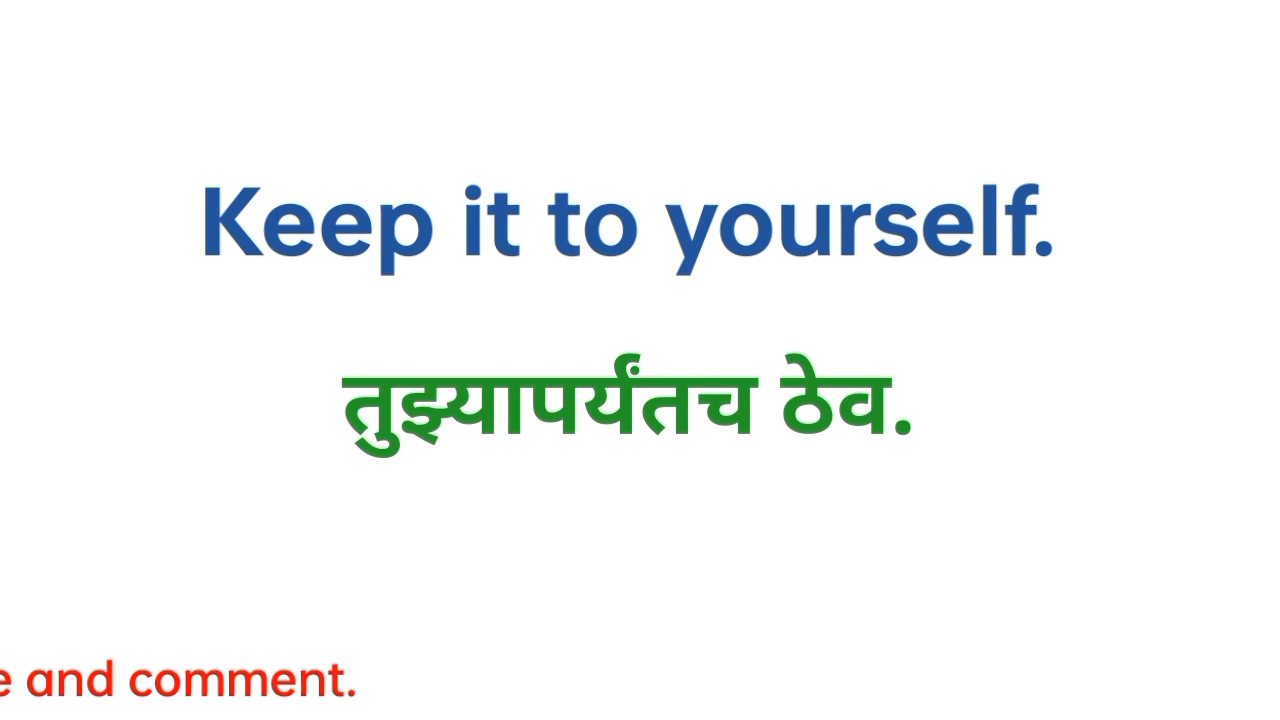 Keep it to yourself.
तुझ्यापर्यंतच ठेव.
and comment.